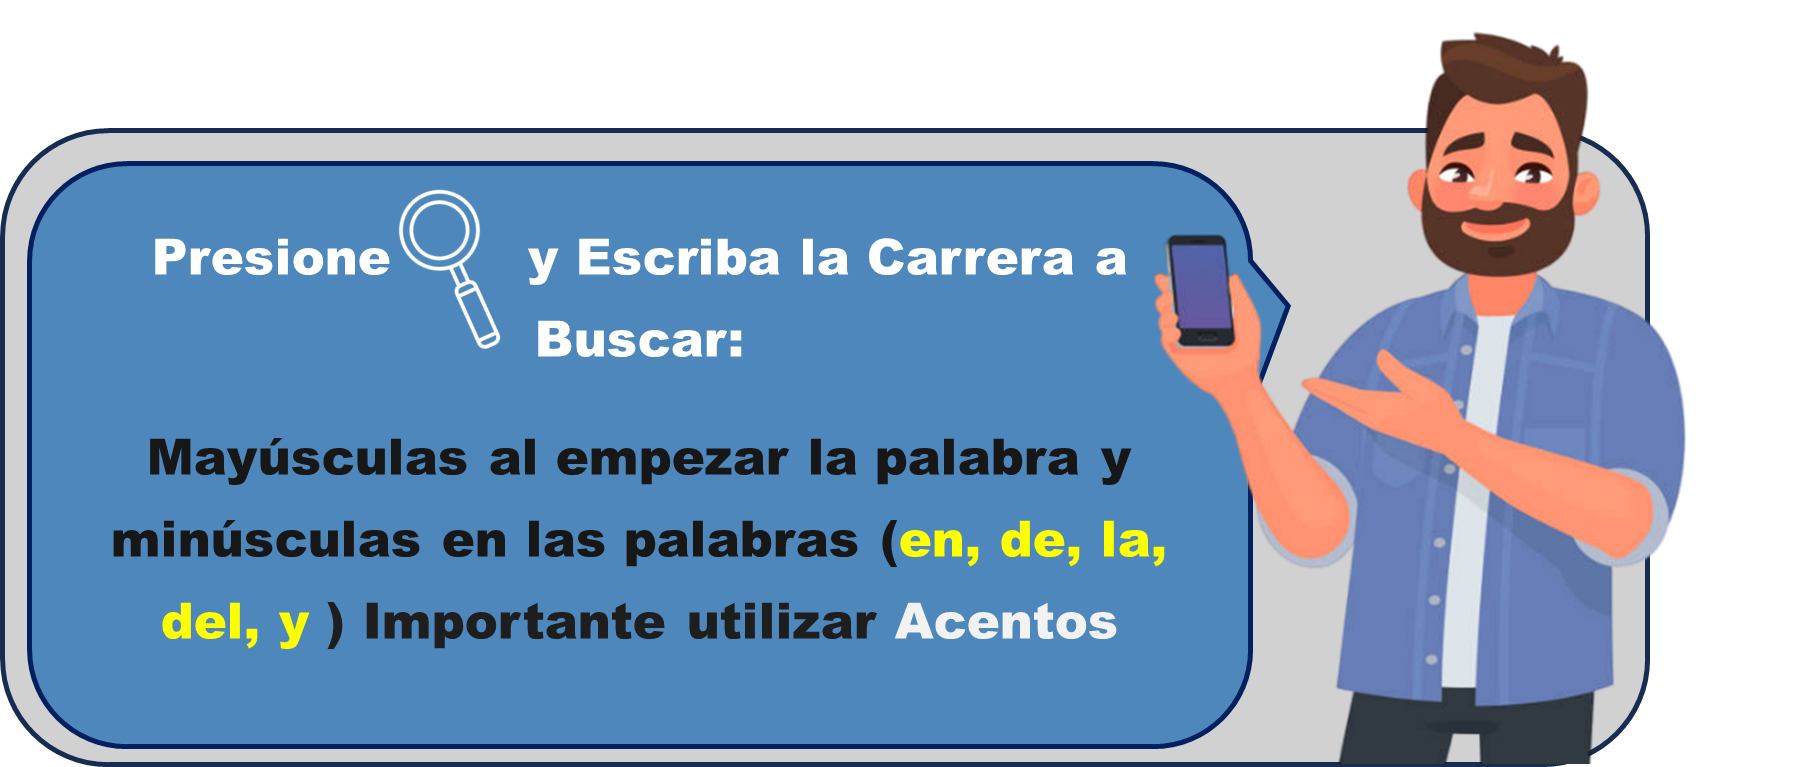 Presione y Escriba la Carrera a
Buscar:
Mayúsculas al empezar la palabra y
minúsculas en las palabras (en, de, la,
del, y ) Importante utilizar Acentos